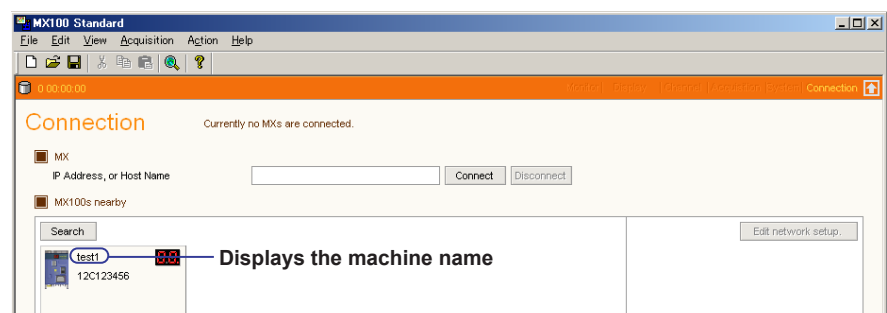 MX100 Standard
File Edit View Acquisition Action Help
0 00:00:00 Monitor Display Channel Acquisition System Connection
Connection Currently no MXs are connected.
MX
IP Address, or Host Name Connect Disconnect
MX100s nearby
Search Edit network setup.
test1 0.0. Displays the machine name
12C123456